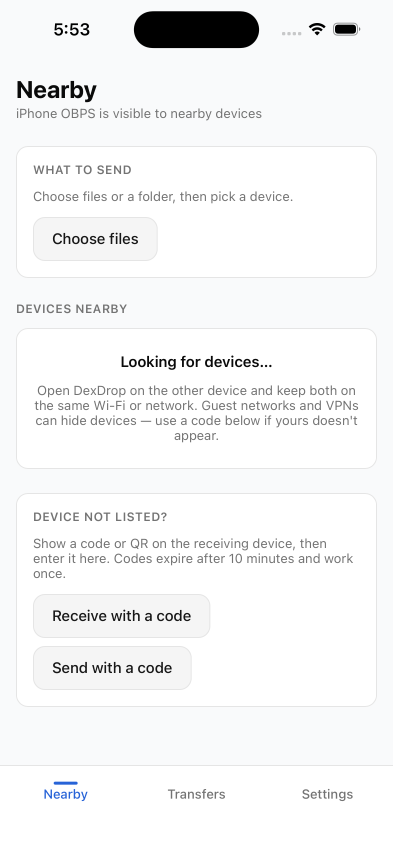 5:53
Nearby
iPhone OBPS is visible to nearby devices
WHAT TO SEND
Choose files or a folder, then pick a device.
Choose files
DEVICES NEARBY
Looking for devices...
Open DexDrop on the other device and keep both on
the same Wi-Fi or network. Guest networks and VPNs
can hide devices — use a code below if yours doesn't
appear.
DEVICE NOT LISTED?
Show a code or QR on the receiving device, then
enter it here. Codes expire after 10 minutes and work
once.
Receive with a code
Send with a code
Nearby
Transfers
Settings